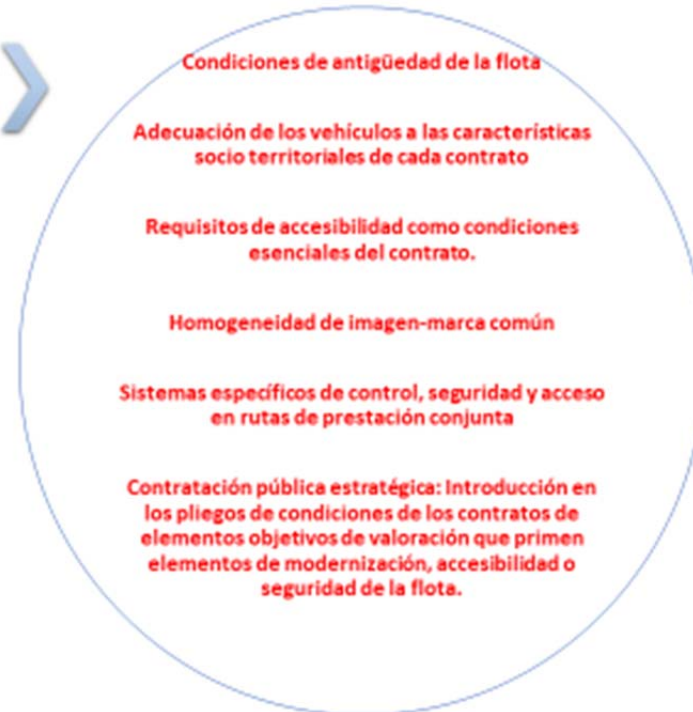 Condiciones de antigüedad de la flota
Adecuación de los vehículos a las características
socio territoriales de cada contrato
Requisitos de accesibilidad como condiciones
esenciales del contrato.
Homogeneidad de imagen-marca común
Sistemas específicos de control, seguridad y acceso
en rutas de prestación conjunta
Contratación pública estratégica: Introducción en
los pliegos de condiciones de los contratos de
elementos objetivos de valoración que primen
elementos de modernización, accesibilidad o
seguridad de la flota.